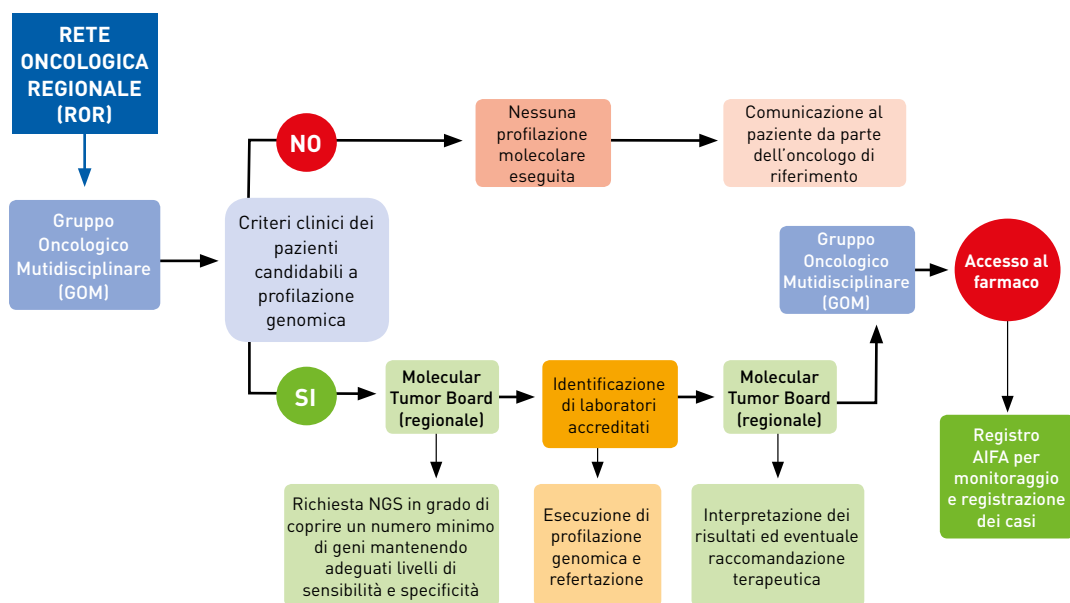 RETE
ONCOLOGICA
REGIONALE
(ROR)
Gruppo
Oncologico
Mutidisciplinare
(GOM)
Criteri clinici dei
pazienti
candidabili a
profilazione
genomica
NO
Nessuna
profilazione
molecolare
eseguita
Comunicazione al
paziente da parte
dell'oncologo di
riferimento
SI
Molecular
Tumor Board
(regionale)
Richiesta NGS in grado di
coprire un numero minimo
di geni mantenendo
adeguati livelli di
sensibilità e specificità
Identificazione
di laboratori
accreditati
Esecuzione di
profilazione
genomica e
refertazione
Molecular
Tumor Board
(regionale)
Interpretazione dei
risultati ed eventuale
raccomandazione
terapeutica
Gruppo
Oncologico
Mutidisciplinare
(GOM)
Accesso al
farmaco
Registro
AIFA per
monitoraggio
e registrazione
dei casi